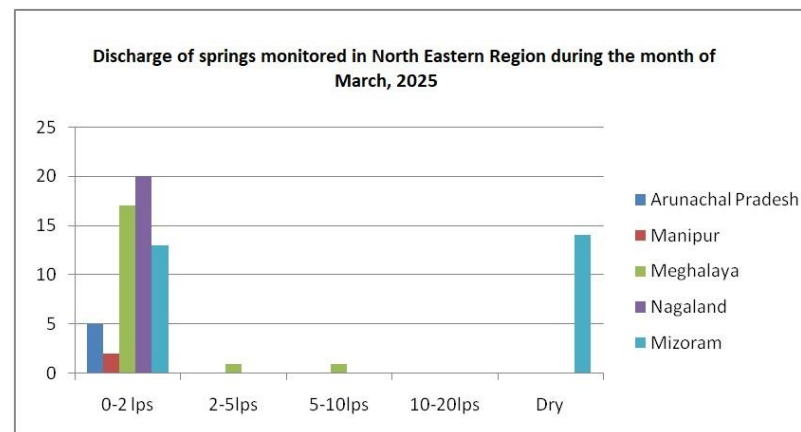 Discharge of springs monitored in North Eastern Region during the month of
March, 2025
25
20
15
10
5
0
0-2 lps
2-5lps
5-10lps
10-20lps
Dry
Arunachal Pradesh
Manipur
Meghalaya
Nagaland
Mizoram